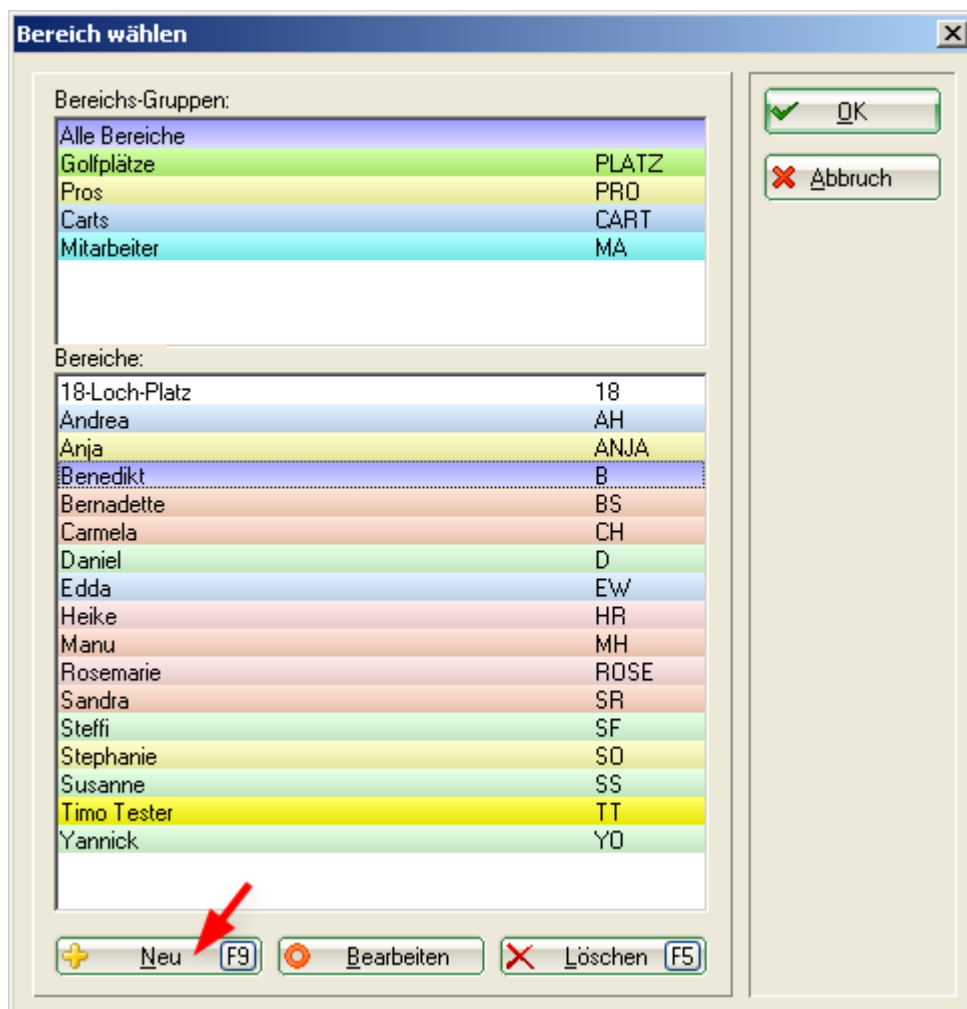 Bereich wählen
Bereichs-Gruppen:
Alle Bereiche
Golfplätze PLATZ
Pros PRO
Carts CART
Mitarbeiter MA
OK
Abbruch
Bereiche:
18-Loch-Platz 18
Andrea AH
Anja ANJA
Benedikt B
Bernadette BS
Carmela CH
Daniel D
Edda EW
Heike HR
Manu MH
Rosemarie ROSE
Sandra SR
Steffi SF
Stephanie SO
Susanne SS
Timo Tester TT
Yannick YO
Neu F9 Bearbeiten Löschen F5